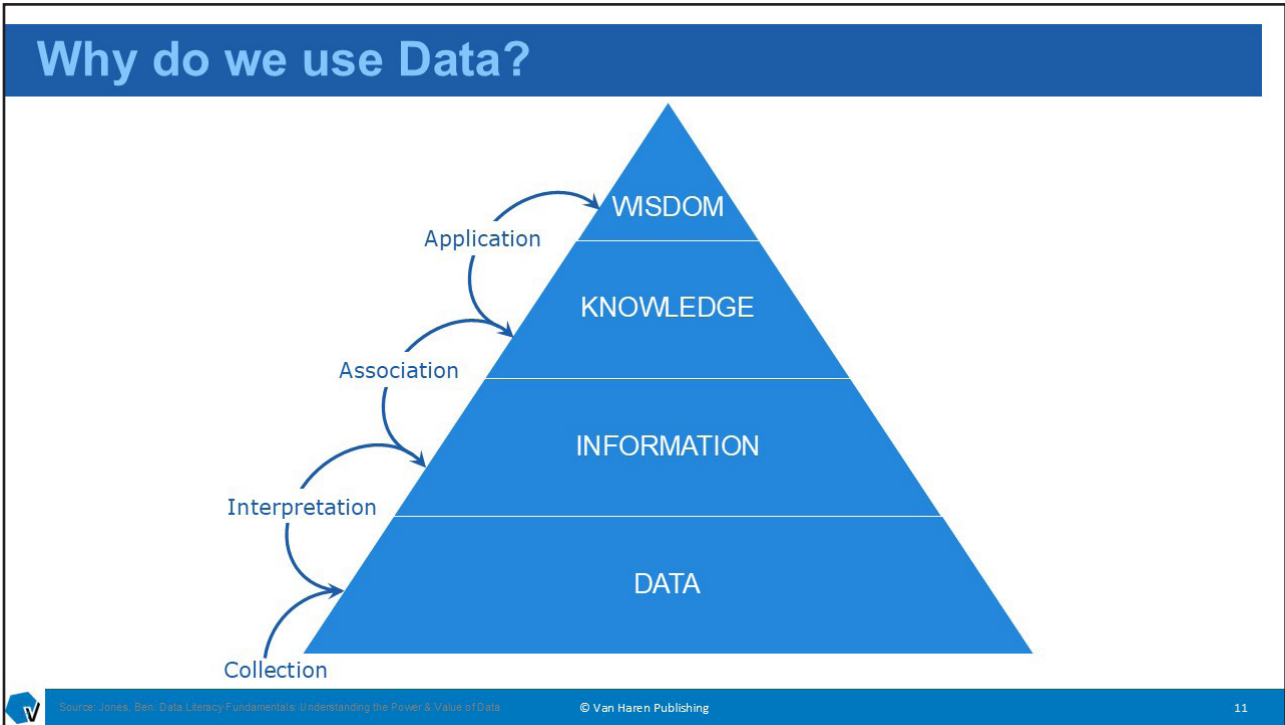 Why do we use Data?
WISDOM
Application
KNOWLEDGE
Association
INFORMATION
Interpretation
DATA
Collection
Source: Jones, Ben. Data Literacy Fundamentals: Understanding the Power & Value of Data
© Van Haren Publishing
11